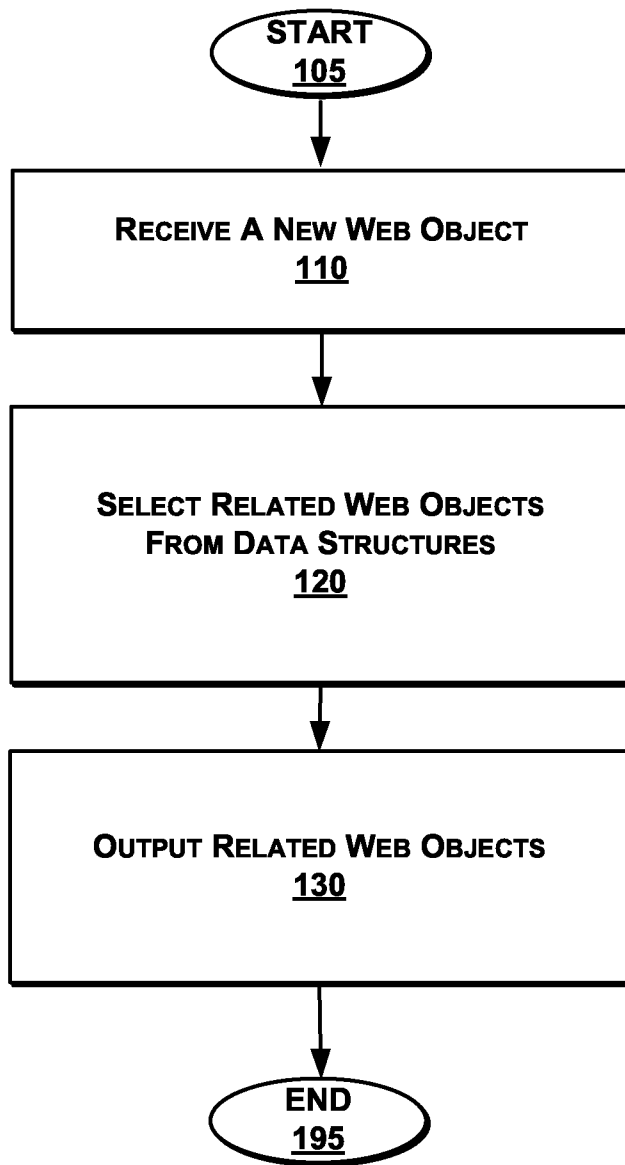 START
105
RECEIVE A NEW WEB OBJECT
110
SELECT RELATED WEB OBJECTS
FROM DATA STRUCTURES
120
OUTPUT RELATED WEB OBJECTS
130
END
195